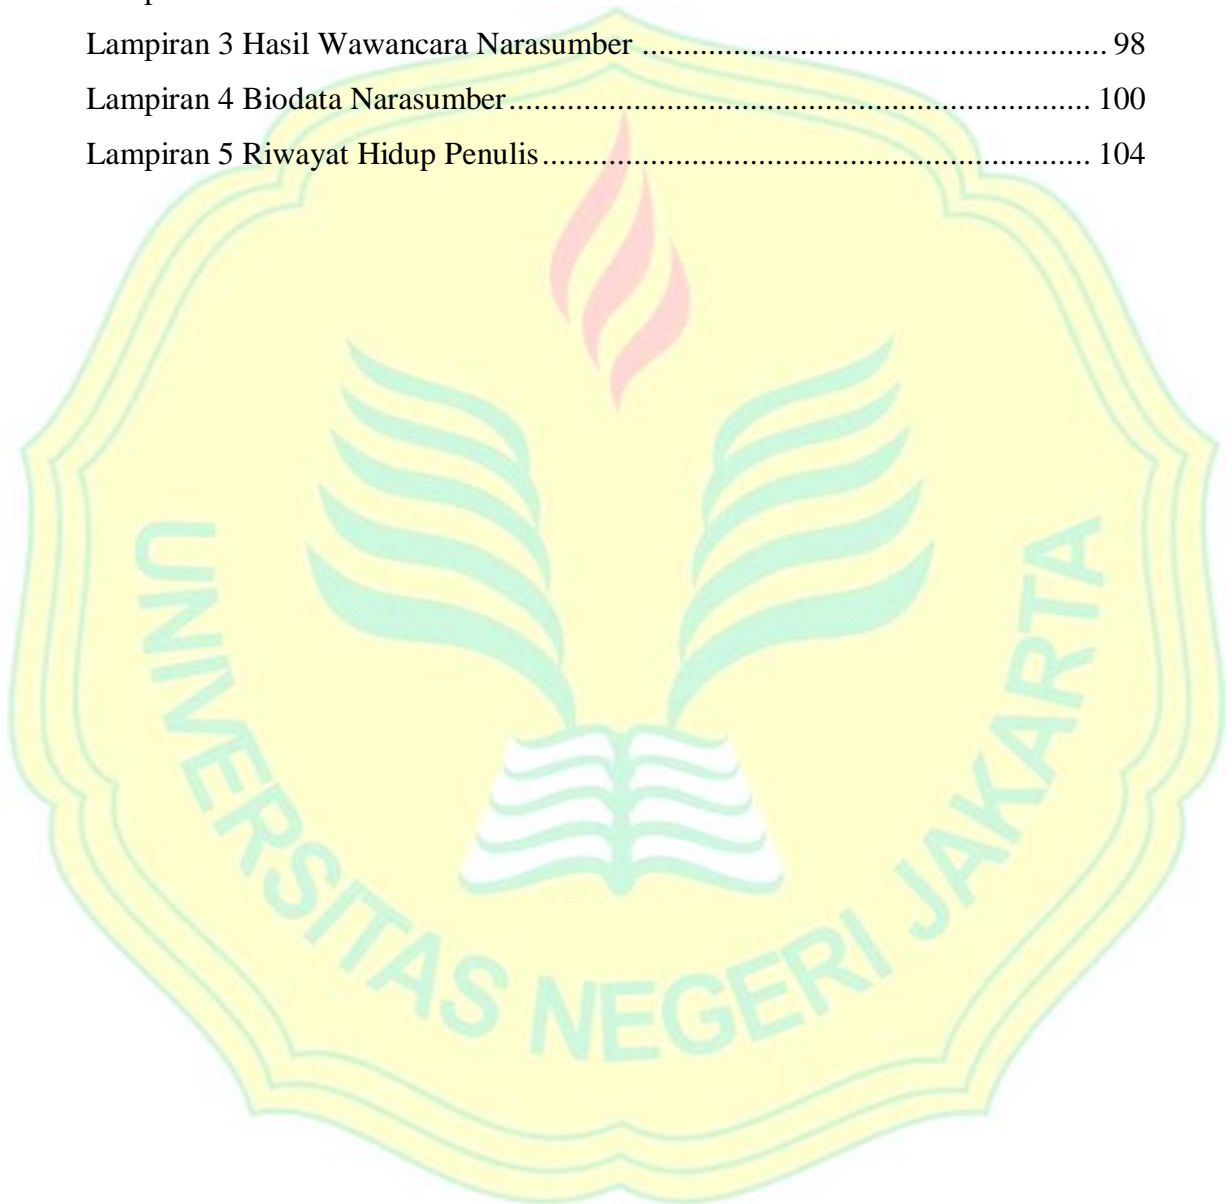 Lampiran 3 Hasil Wawancara Narasumber ........................................................ 98
Lampiran 4 Biodata Narasumber ...................................................................... 100
Lampiran 5 Riwayat Hidup Penulis .................................................................. 104
UNIVERSITAS NEGERI JAKARTA